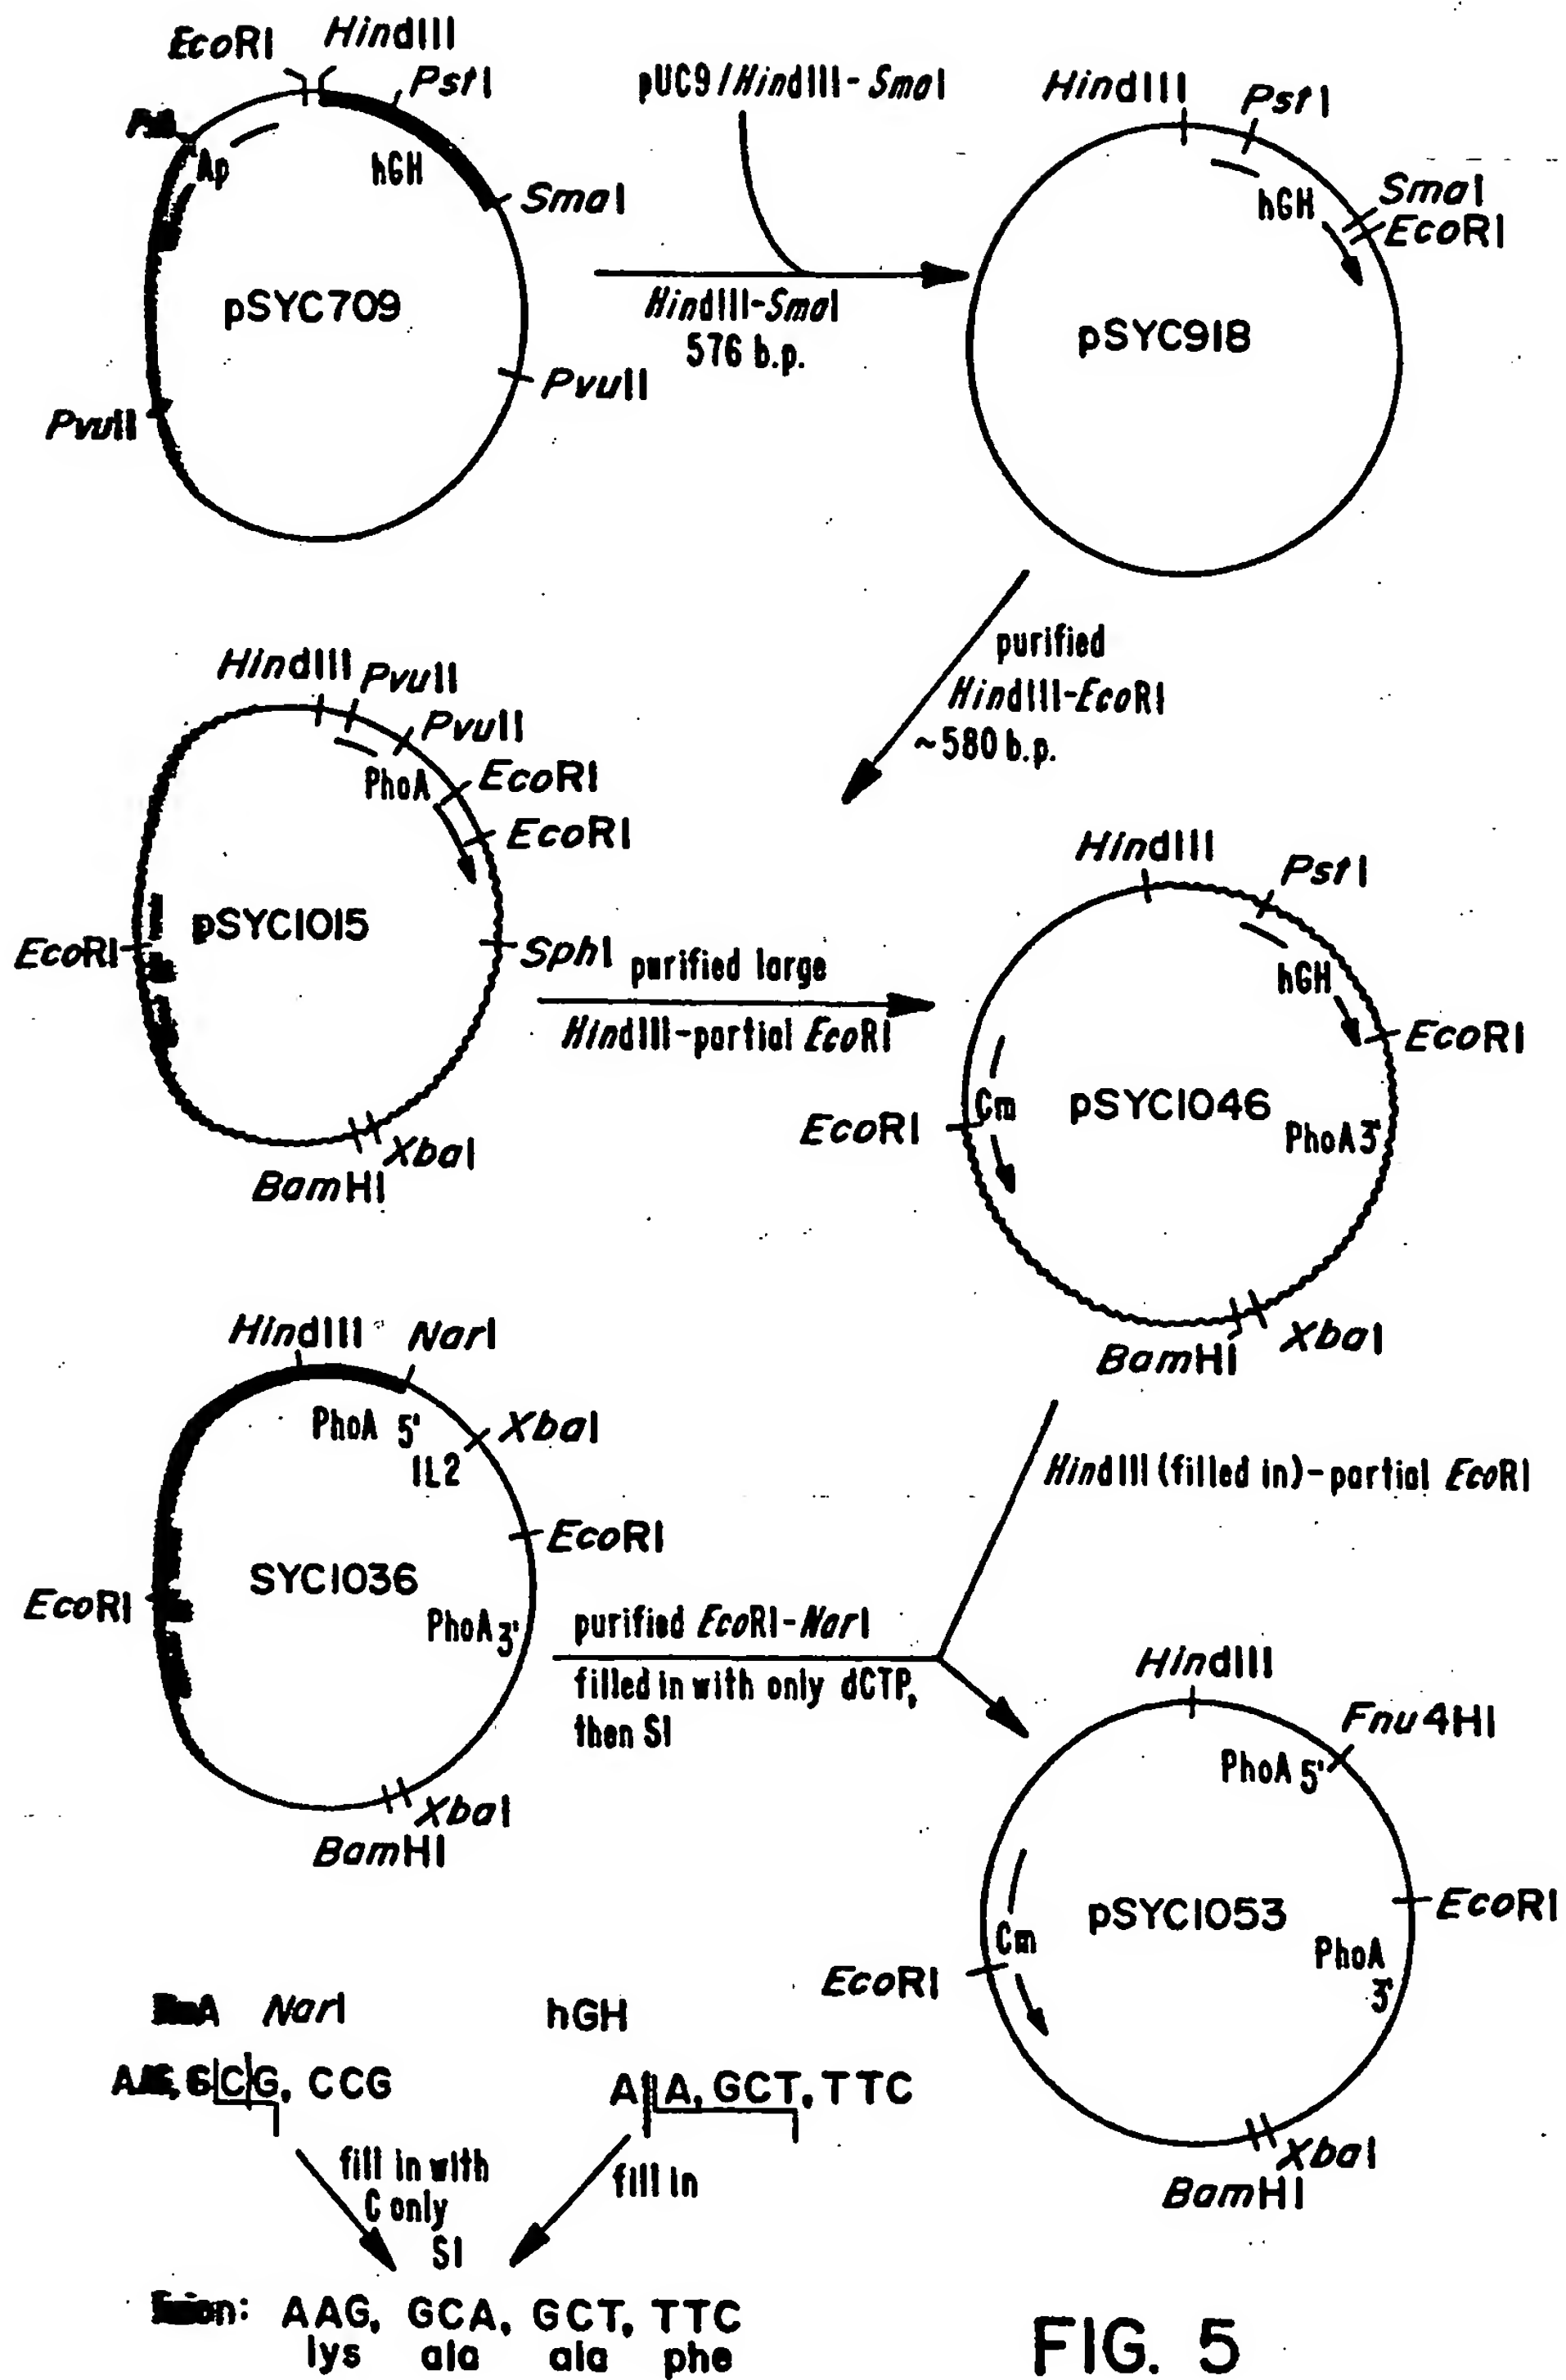 EcoRI
HindIII
PstI
Ap
hGH
SmaI
pSYC709
PvuII
PvuII
pUC9/HindIII-SmaI
HindIII-SmaI
576 b.p.
HindIII
PstI
hGH
SmaI
EcoRI
pSYC918
purified
HindIII-EcoRI
~580 b.p.
HindIII
PvuII
PvuII
PhoA
EcoRI
EcoRI
EcoRI
pSYC1015
SphI
XbaI
BamHI
purified large
HindIII-partial EcoRI
HindIII
PstI
hGH
EcoRI
Cm
pSYC1046
EcoRI
PhoA 3'
XbaI
BamHI
HindIII
NarI
PhoA 5'
XbaI
IL2
EcoRI
SYC1036
EcoRI
PhoA 3'
XbaI
BamHI
HindIII (filled in)-partial EcoRI
purified EcoRI-NarI
filled in with only dCTP,
then S1
HindIII
Fnu4HI
PhoA 5'
EcoRI
pSYC1053
Cm
PhoA
3'
EcoRI
XbaI
BamHI
NarI
hGH
GCG, CCG
AA, GCT, TTC
fill in with
C only
S1
fill in
AAG, GCA, GCT, TTC
lys ala ala phe
FIG. 5